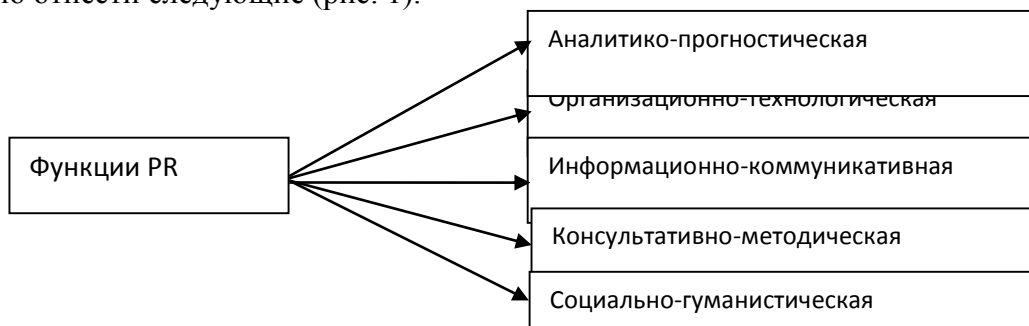 отнести следующие (рис. 1).
Аналитико-прогностическая
Организационно-технологическая
Функции PR
Информационно-коммуникативная
Консультативно-методическая
Социально-гуманистическая